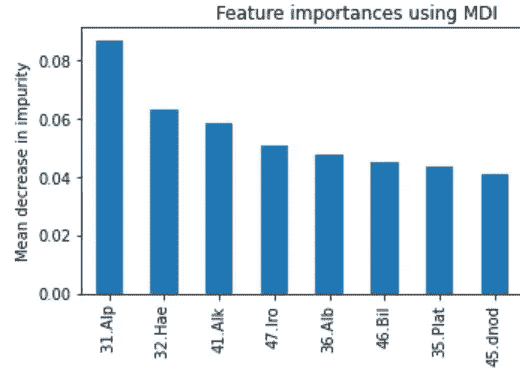 Feature importances using MDI
Mean decrease in impurity
0.08
0.06
0.04
0.02
0.00
31.Alp
32.Hae
41.Alk
47.Iro
36.Alb
46.Bil
35.Plat
45.dnod